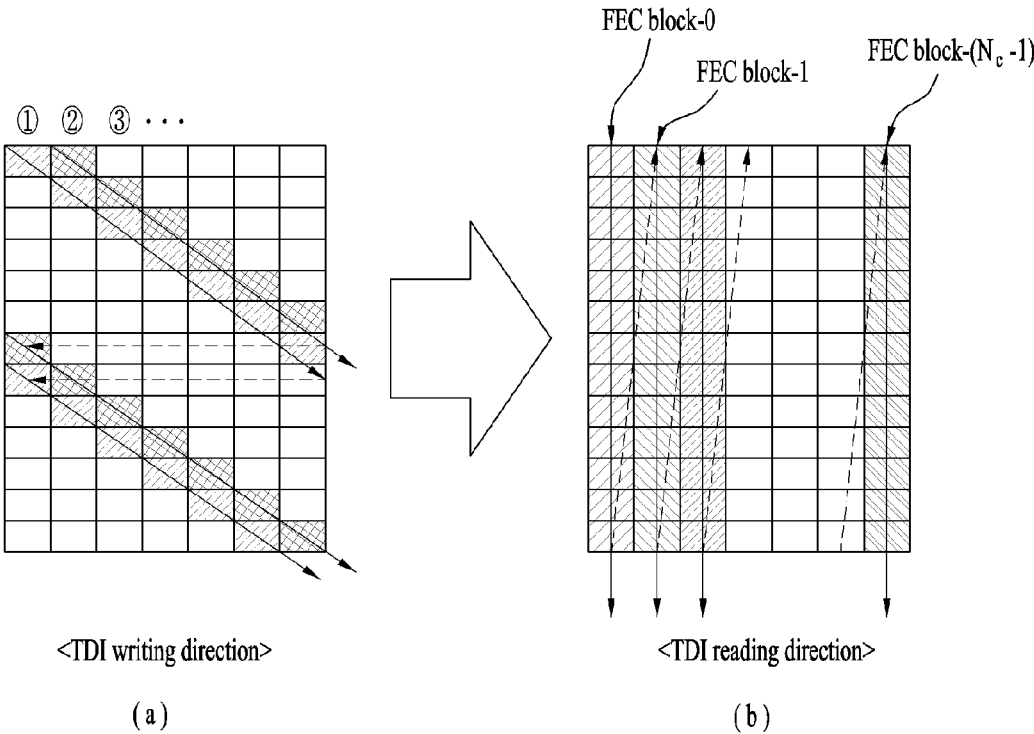 FEC block-0
FEC block-1
FEC block-(N_c -1)
① ② ③ · · ·
<TDI writing direction>
<TDI reading direction>
(a)
(b)